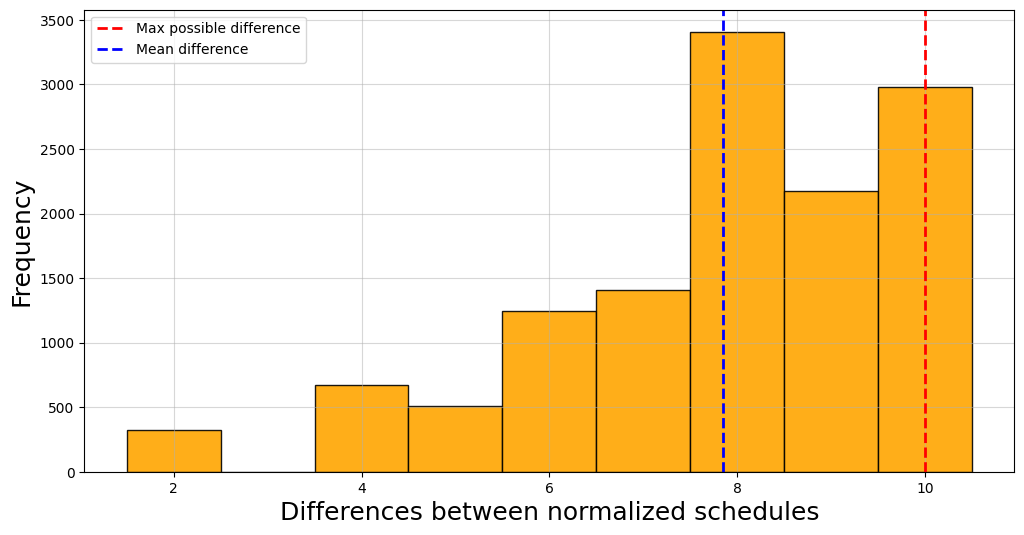 Max possible difference
Mean difference
3500
3000
2500
2000
1500
1000
500
0
Frequency
2 4 6 8 10
Differences between normalized schedules